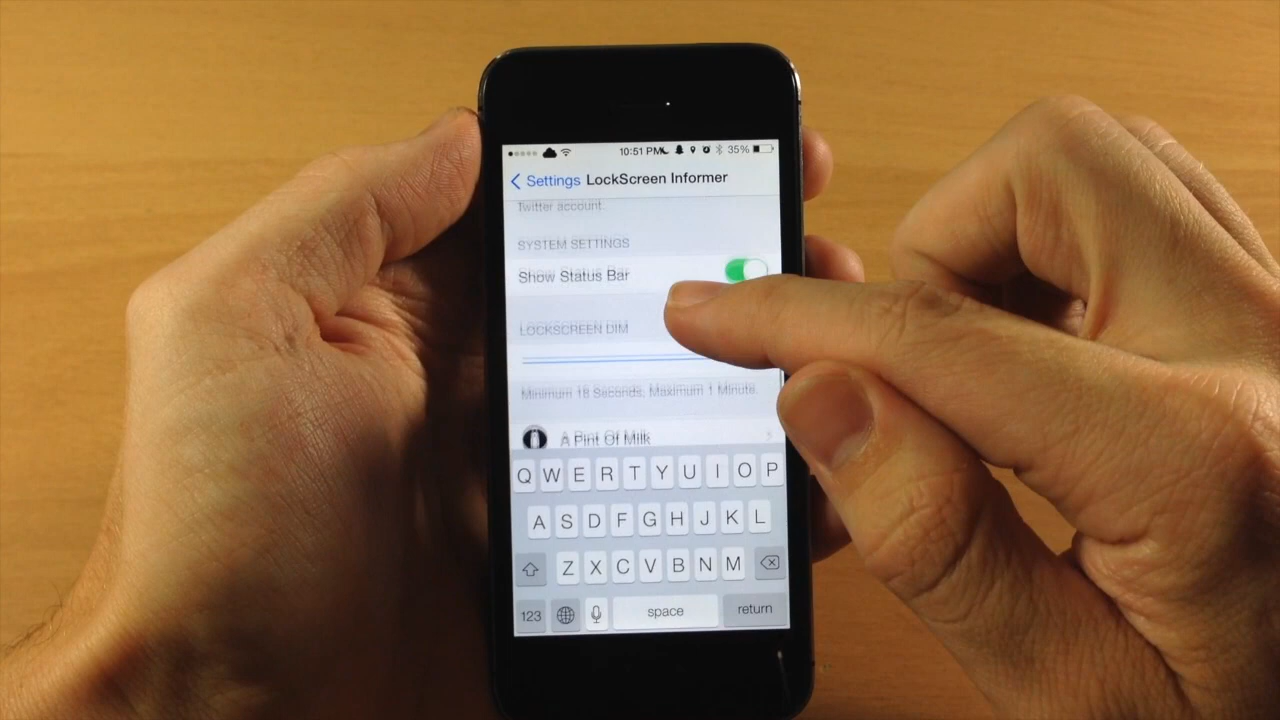 10:51 PM 35%
Settings LockScreen Informer
Twitter account.
SYSTEM SETTINGS
Show Status Bar
LOCKSCREEN DIM
Minimum 18 Seconds, Maximum 1 Minute.
A Pint Of Milk
Q W E R T Y U I O P
A S D F G H J K L
Z X C V B N M
123 space return